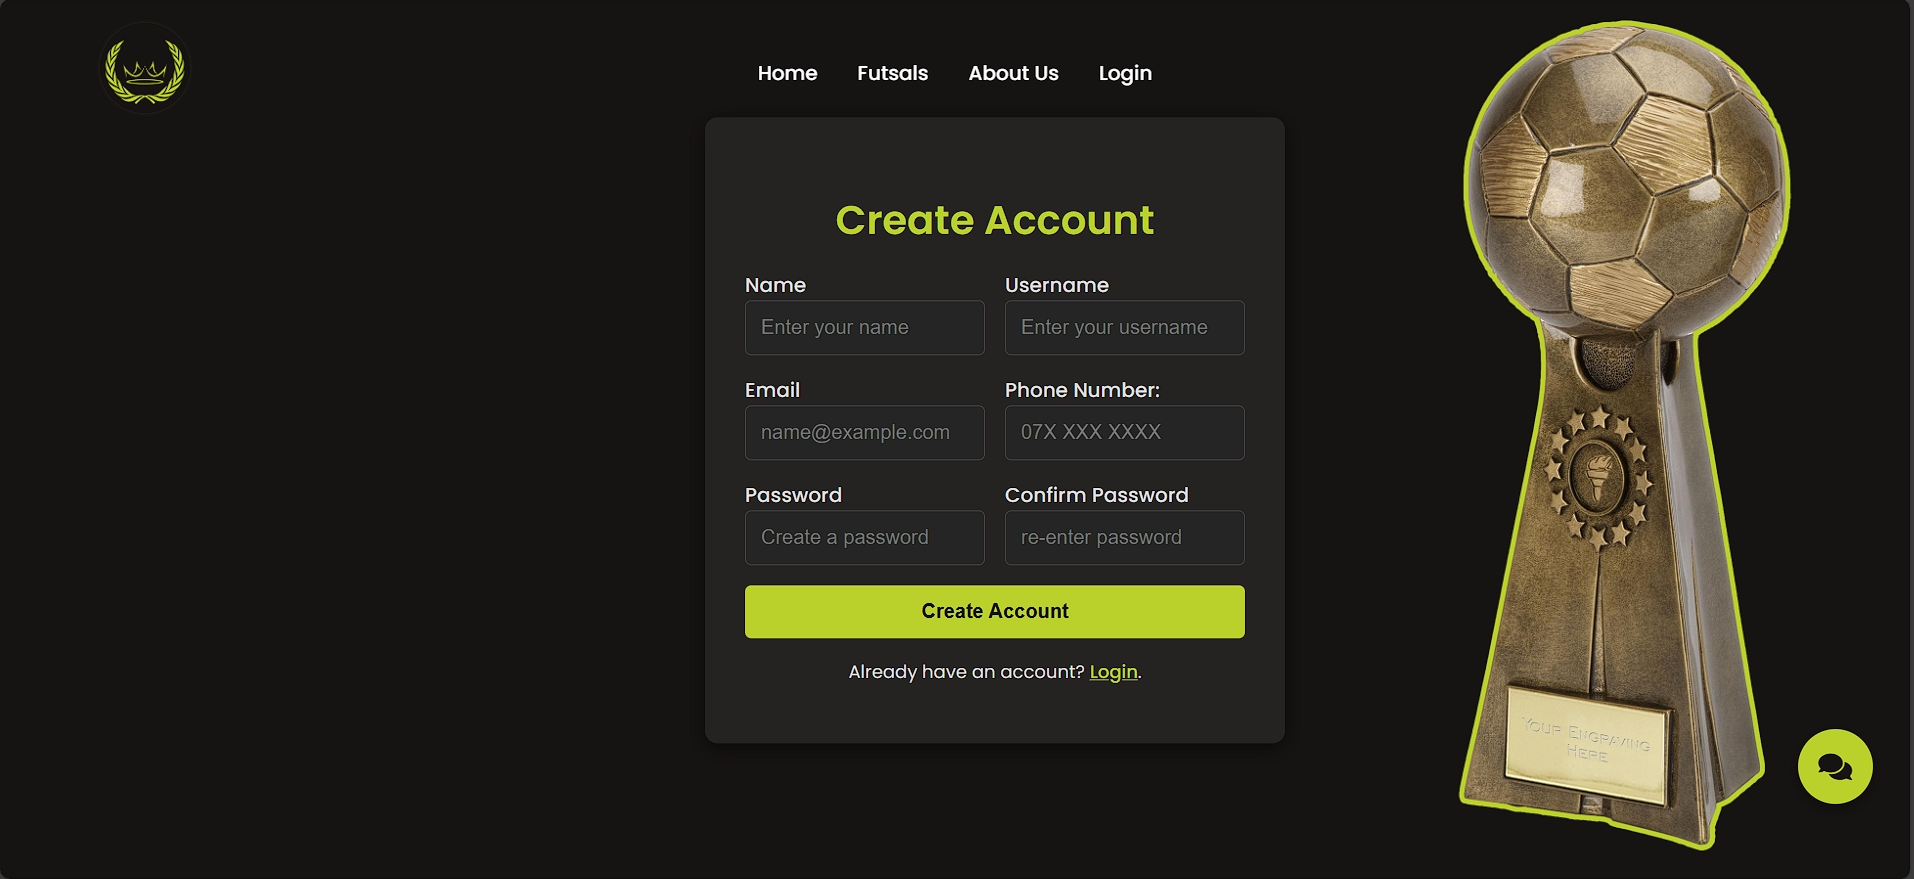 Home Futsals About Us Login
Create Account
Name Username
Enter your name Enter your username
Email Phone Number:
name@example.com 07X XXX XXXX
Password Confirm Password
Create a password re-enter password
Create Account
Already have an account? Login.
Your Engraving
Here